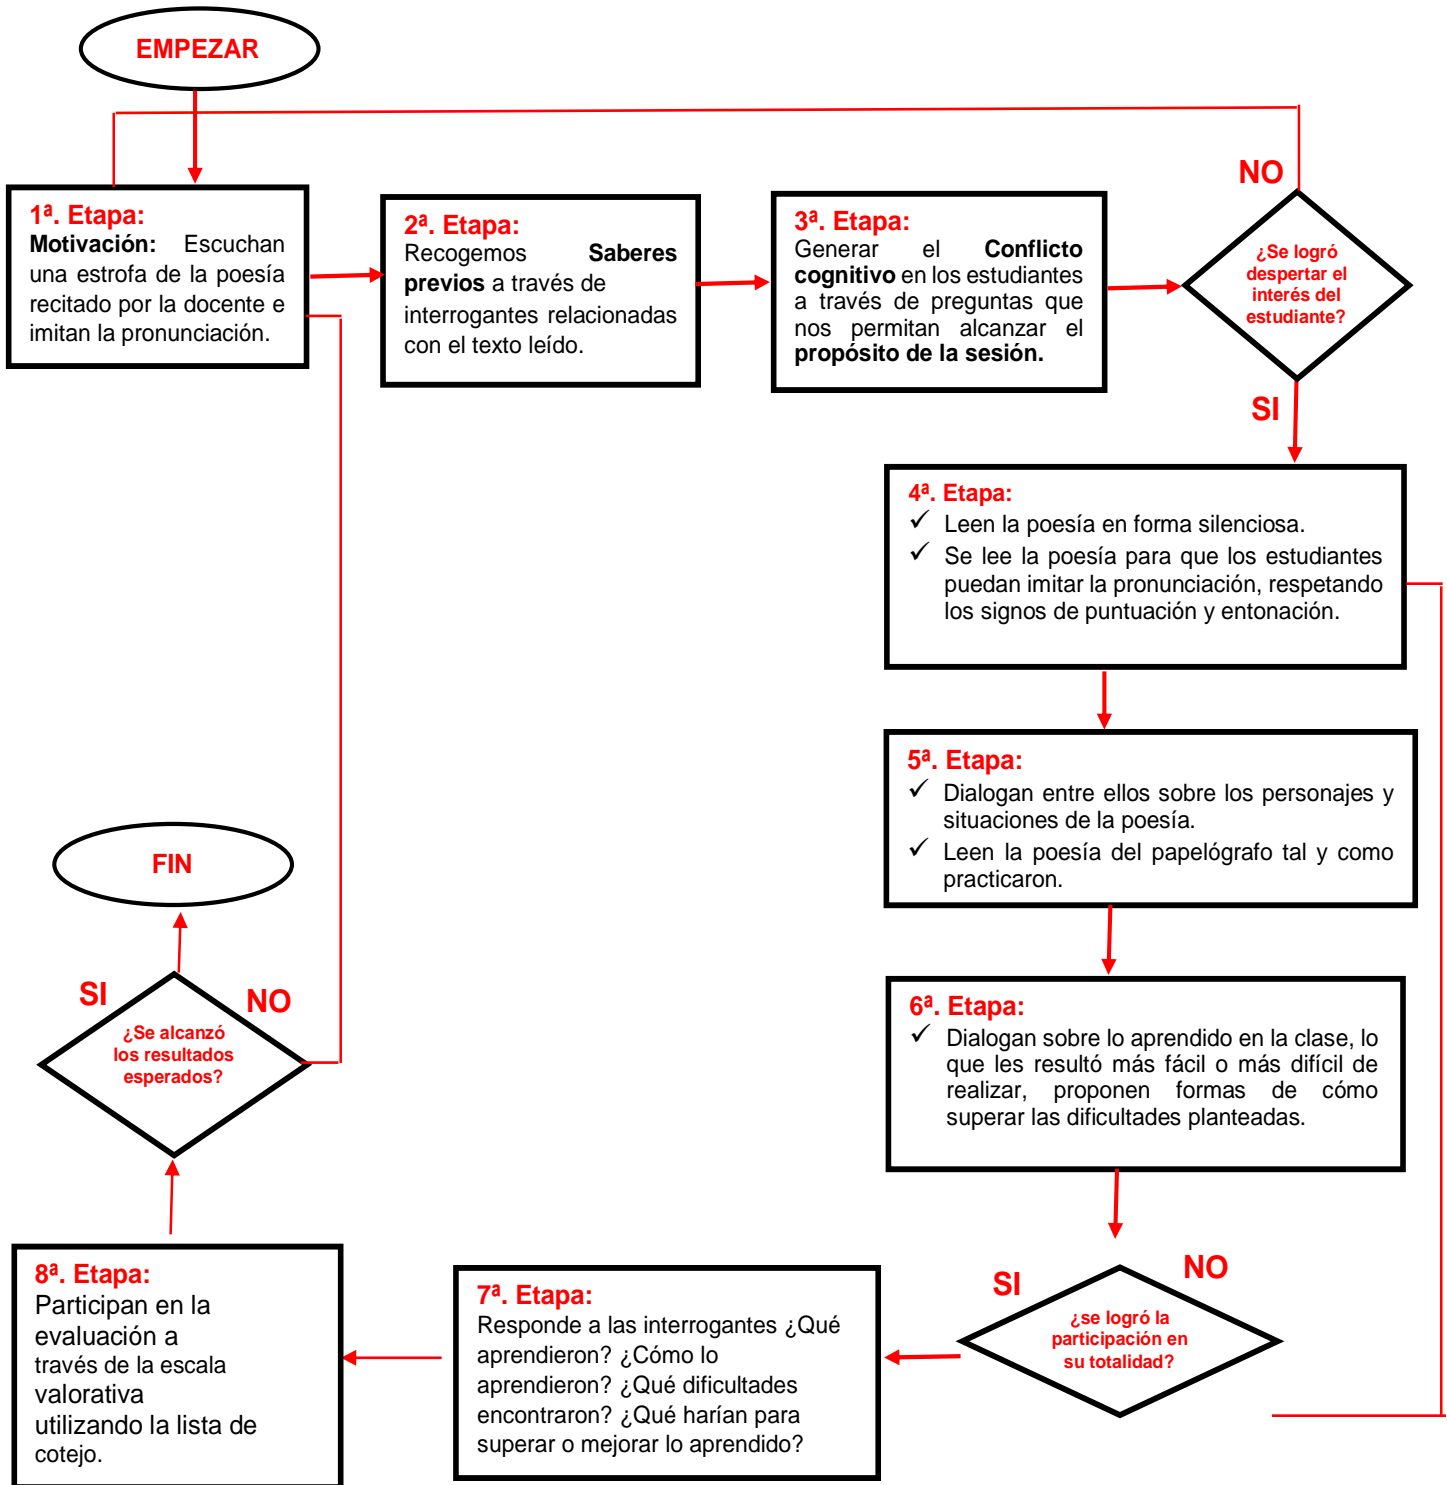 EMPEZAR
1ª. Etapa:
Motivación: Escuchan
una estrofa de la poesía
recitado por la docente e
imitan la pronunciación.
2ª. Etapa:
Recogemos Saberes
previos a través de
interrogantes relacionadas
con el texto leído.
3ª. Etapa:
Generar el Conflicto
cognitivo en los estudiantes
a través de preguntas que
nos permitan alcanzar el
propósito de la sesión.
NO
¿Se logró
despertar el
interés del
estudiante?
SI
4ª. Etapa:
✓ Leen la poesía en forma silenciosa.
✓ Se lee la poesía para que los estudiantes
puedan imitar la pronunciación, respetando
los signos de puntuación y entonación.
5ª. Etapa:
✓ Dialogan entre ellos sobre los personajes y
situaciones de la poesía.
✓ Leen la poesía del papelógrafo tal y como
practicaron.
6ª. Etapa:
✓ Dialogan sobre lo aprendido en la clase, lo
que les resultó más fácil o más difícil de
realizar, proponen formas de cómo
superar las dificultades planteadas.
SI
NO
¿se logró la
participación en
su totalidad?
7ª. Etapa:
Responde a las interrogantes ¿Qué
aprendieron? ¿Cómo lo
aprendieron? ¿Qué dificultades
encontraron? ¿Qué harían para
superar o mejorar lo aprendido?
8ª. Etapa:
Participan en la
evaluación a
través de la escala
valorativa
utilizando la lista de
cotejo.
SI
NO
¿Se alcanzó
los resultados
esperados?
FIN